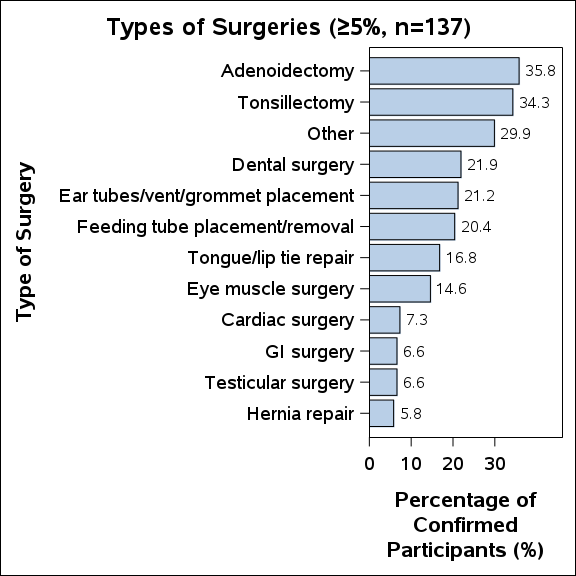 Types of Surgeries (≥5%, n=137)
Type of Surgery
Adenoidectomy 35.8
Tonsillectomy 34.3
Other 29.9
Dental surgery 21.9
Ear tubes/vent/grommet placement 21.2
Feeding tube placement/removal 20.4
Tongue/lip tie repair 16.8
Eye muscle surgery 14.6
Cardiac surgery 7.3
GI surgery 6.6
Testicular surgery 6.6
Hernia repair 5.8
0 10 20 30
Percentage of
Confirmed
Participants (%)